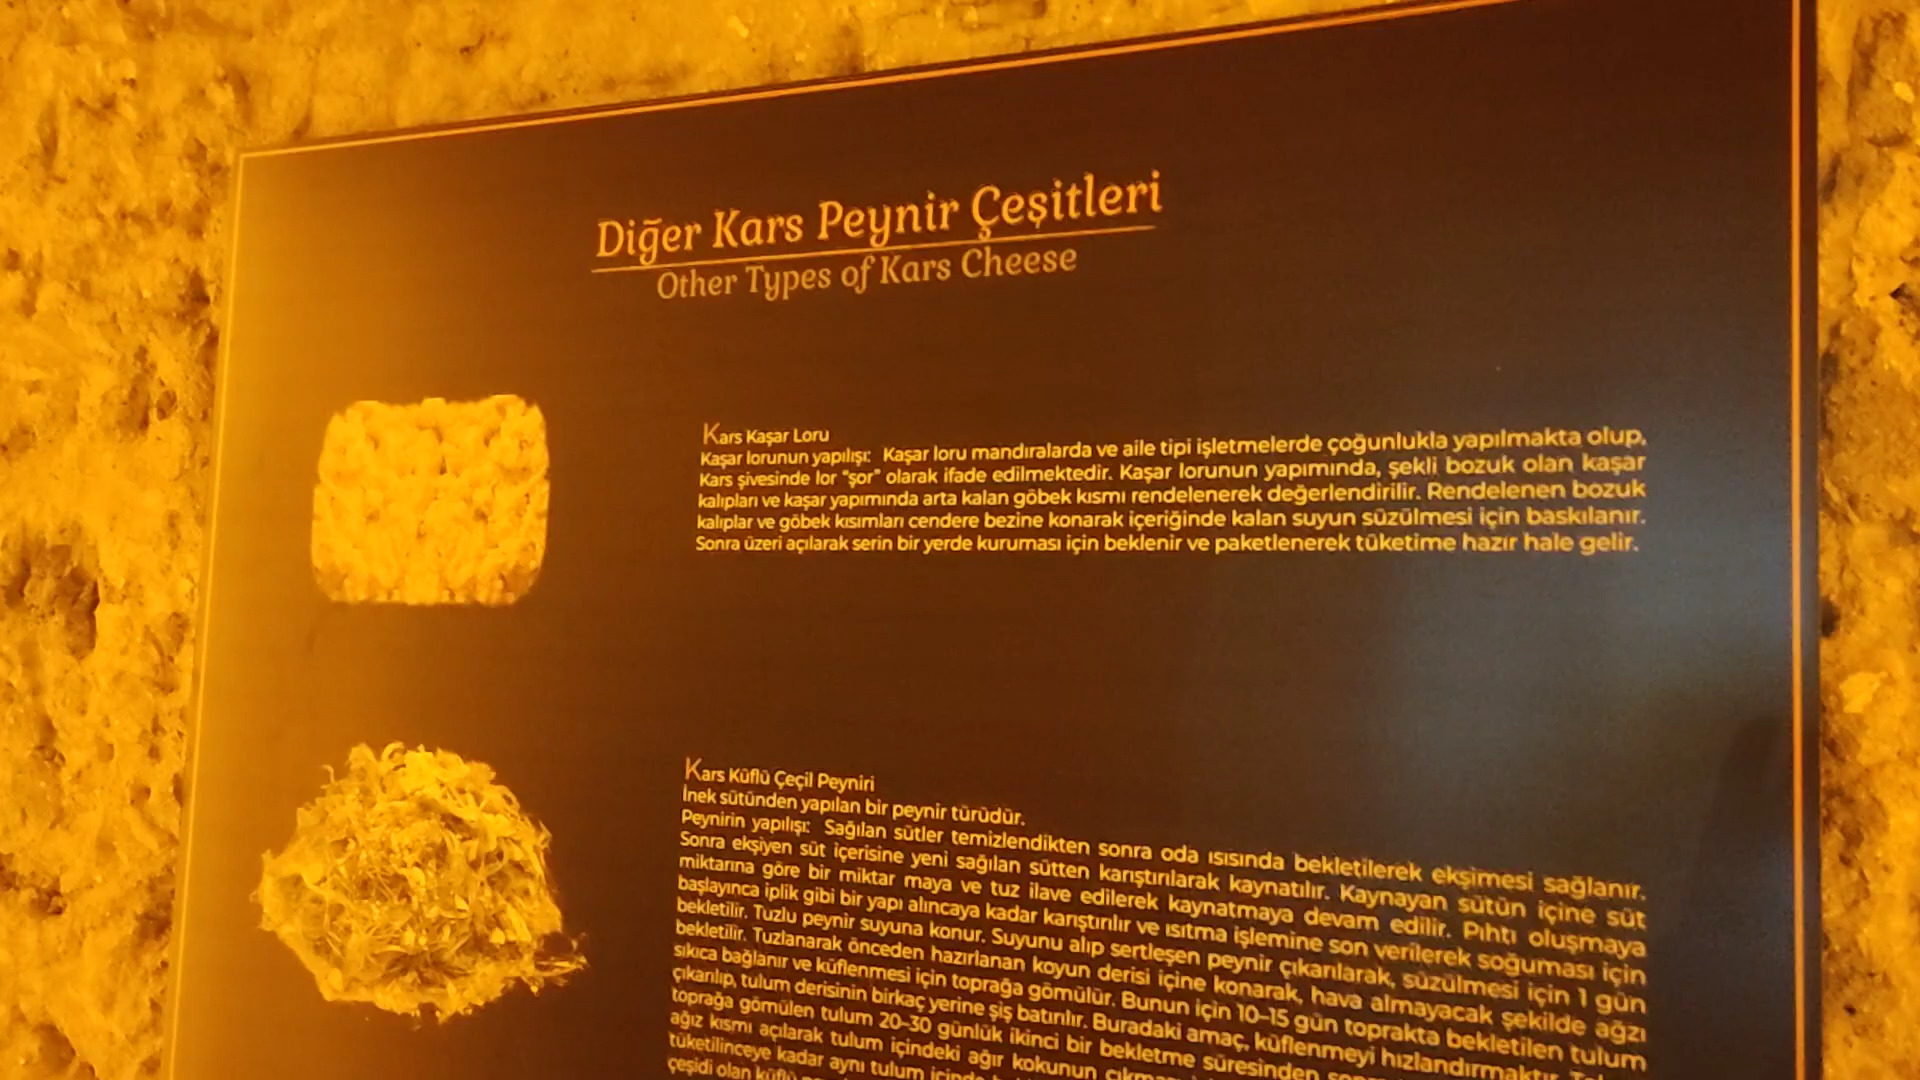 Diğer Kars Peynir Çeşitleri
Other Types of Kars Cheese
Kars Kaşar Loru
Kaşar lorunun yapılışı: Kaşar loru mandıralarda ve aile tipi işletmelerde çoğunlukla yapılmakta olup,
Kars şivesinde lor “şor” olarak ifade edilmektedir. Kaşar lorunun yapımında, şekli bozuk olan kaşar
kalıpları ve kaşar yapımında arta kalan göbek kısmı rendelenerek değerlendirilir. Rendelenen bozuk
kalıplar ve göbek kısımları cendere bezine konarak içeriğinde kalan suyun süzülmesi için baskılanır.
Sonra üzeri açılarak serin bir yerde kuruması için beklenir ve paketlenerek tüketime hazır hale gelir.
Kars Küflü Çeçil Peyniri
İnek sütünden yapılan bir peynir türüdür.
Peynirin yapılışı: Sağılan sütler temizlendikten sonra oda ısısında bekletilerek ekşimesi sağlanır.
Sonra ekşiyen süt içerisine yeni sağılan sütten karıştırılarak kaynatılır. Kaynayan sütün içine süt
miktarına göre bir miktar maya ve tuz ilave edilerek kaynatmaya devam edilir. Pıhtı oluşmaya
başlayınca iplik gibi bir yapı alıncaya kadar karıştırılır ve ısıtma işlemine son verilerek soğuması için
bekletilir. Tuzlu peynir suyuna konur. Suyunu alıp sertleşen peynir çıkarılarak, süzülmesi için 1 gün
bekletilir. Tuzlanarak önceden hazırlanan koyun derisi içine konarak, hava almayacak şekilde ağzı
sıkıca bağlanır ve küflenmesi için toprağa gömülür. Bunun için 10-15 gün toprakta bekletilen tulum
çıkarılıp, tulum derisinin birkaç yerine şiş batırılır. Buradaki amaç, küflenmeyi hızlandırmaktır.
toprağa gömülen tulum 20-30 günlük ikinci bir bekletme süresinden
ağız kısmı açılarak tulum içindeki ağır kokunun
tüketilinceye kadar aynı tulum içinde
çeşidi olan küflü